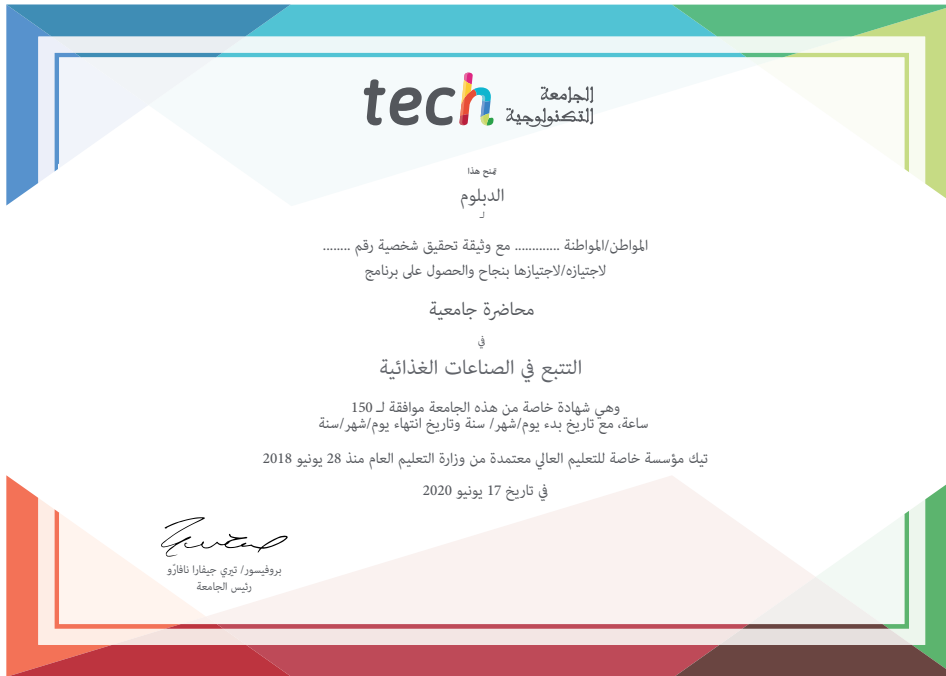 tech الجامعة
التكنولوجية
يمنح هذا
الدبلوم
لـ
المواطن/المواطنة ............ مع وثيقة تحقيق شخصية رقم ........
لاجتيازه/لاجتيازها بنجاح والحصول على برنامج
محاضرة جامعية
في
التتبع في الصناعات الغذائية
وهي شهادة خاصة من هذه الجامعة موافقة لـ 150
ساعة، مع تاريخ بدء يوم/شهر/ سنة وتاريخ انتهاء يوم/شهر/سنة
تيك مؤسسة خاصة للتعليم العالي معتمدة من وزارة التعليم العام منذ 28 يونيو 2018
في تاريخ 17 يونيو 2020
بروفيسور/ تيري جيفارا نافارّو
رئيس الجامعة